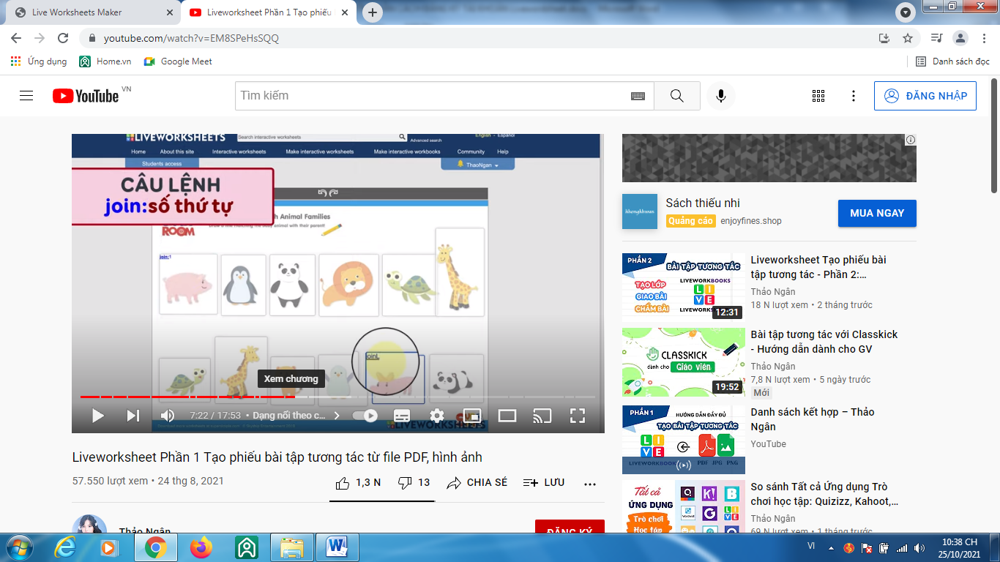 Live Worksheets Maker
Liveworksheet Phần 1 Tạo phiếu
youtube.com/watch?v=EM8SPeHsSQQ
Ứng dụng
Home.vn
Google Meet
Danh sách đọc
YouTube VN
Tìm kiếm
ĐĂNG NHẬP
LIVEWORKSHEETS
Search interactive worksheets
Advanced search
English - Español
Home
About this site
Interactive worksheets
Make interactive worksheets
Make interactive workbooks
Community
Help
Students access
ThaoNgan
CÂU LỆNH
join:số thứ tự
Animal Families
ROOM
join:1
joinL
Xem chương
7:22 / 17:53 • Dạng nối theo c...
LIVEWORKSHEETS
Liveworksheet Phần 1 Tạo phiếu bài tập tương tác từ file PDF, hình ảnh
57.550 lượt xem • 24 thg 8, 2021
1,3 N
13
CHIA SẺ
LƯU
Thảo Ngân
ĐĂNG KÝ
Sách thiếu nhi
Quảng cáo
enjoyfines.shop
MUA NGAY
PHẦN 2
BÀI TẬP TƯƠNG TÁC
TẠO LỚP
GIAO BÀI
CHẤM BÀI
LIVEWORKBOOKS
LIVE
12:31
Liveworksheet Tạo phiếu bài
tập tương tác - Phần 2:...
Thảo Ngân
18 N lượt xem • 2 tháng trước
CLASSKICK
dành cho Giáo viên
19:52
Bài tập tương tác với Classkick
- Hướng dẫn dành cho GV
Thảo Ngân
7,8 N lượt xem • 5 ngày trước
Mới
PHẦN 1
HƯỚNG DẪN ĐẦY ĐỦ
TẠO BÀI TẬP TƯƠNG TÁC
LIVE
PDF JPG PNG
Danh sách kết hợp – Thảo
Ngân
YouTube
Tất cả
ỨNG DỤNG
Trò chơi
Học tập
So sánh Tất cả Ứng dụng Trò
chơi học tập: Quizizz, Kahoot,...
Thảo Ngân
69 N lượt xem • 1 tháng trước
VI
10:38 CH
25/10/2021